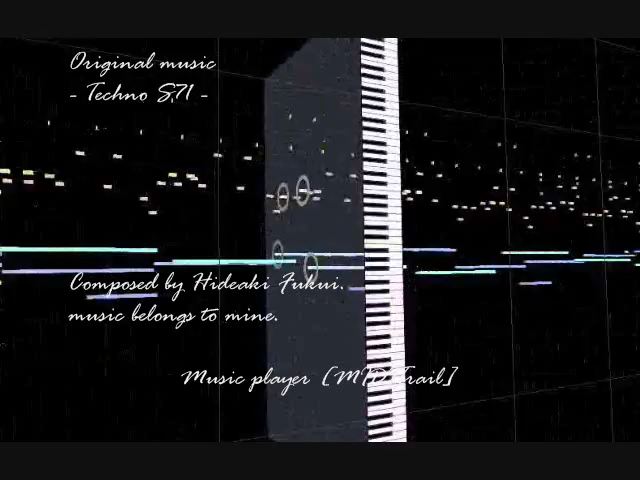 Original music
- Techno S71 -
Composed by Hideaki Fukui.
music belongs to mine.
Music player [MIDITrail]